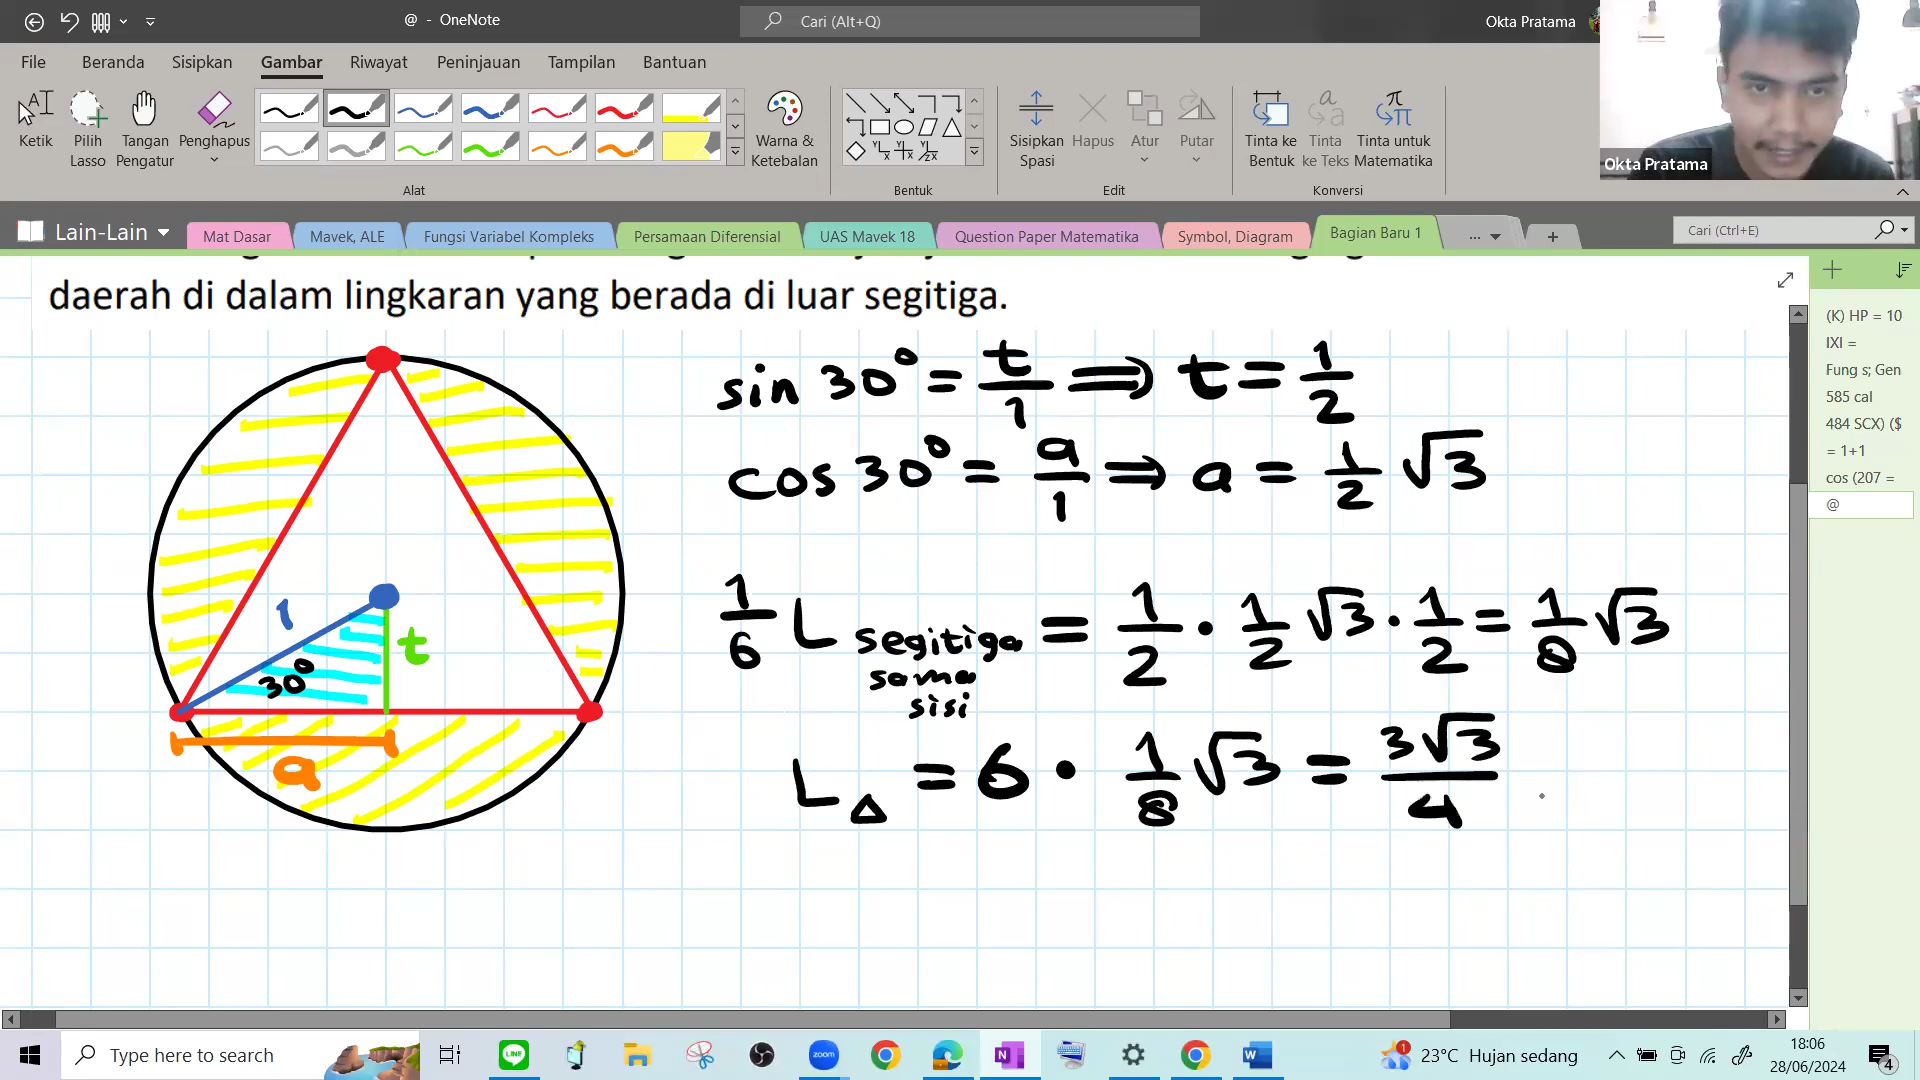 @ - OneNote
Cari (Alt+Q)
Okta Pratama
File Beranda Sisipkan Gambar Riwayat Peninjauan Tampilan Bantuan
Ketik
Pilih Lasso
Tangan Pengatur
Penghapus
Warna & Ketebalan
Sisipkan Spasi
Hapus
Atur
Putar
Tinta ke Bentuk
Tinta ke Teks
Tinta untuk Matematika
Okta Pratama
Alat Bentuk Edit Konversi
Lain-Lain
Mat Dasar
Mavek, ALE
Fungsi Variabel Kompleks
Persamaan Diferensial
UAS Mavek 18
Question Paper Matematika
Symbol, Diagram
Bagian Baru 1
...
Cari (Ctrl+E)
daerah di dalam lingkaran yang berada di luar segitiga.
(K) HP = 10
IXI =
Fung s; Gen
585 cal
484 SCX) ($
= 1+1
cos (207 =
@
sin 30° = t/1 ⟹ t = 1/2
cos 30° = a/1 ⟹ a = 1/2 √3
1/6 L segitiga sama sisi = 1/2 · 1/2 √3 · 1/2 = 1/8 √3
L△ = 6 · 1/8 √3 = 3√3/4
1
t
30°
a
Type here to search
LINE
zoom
1
23°C Hujan sedang
18:06
28/06/2024
4